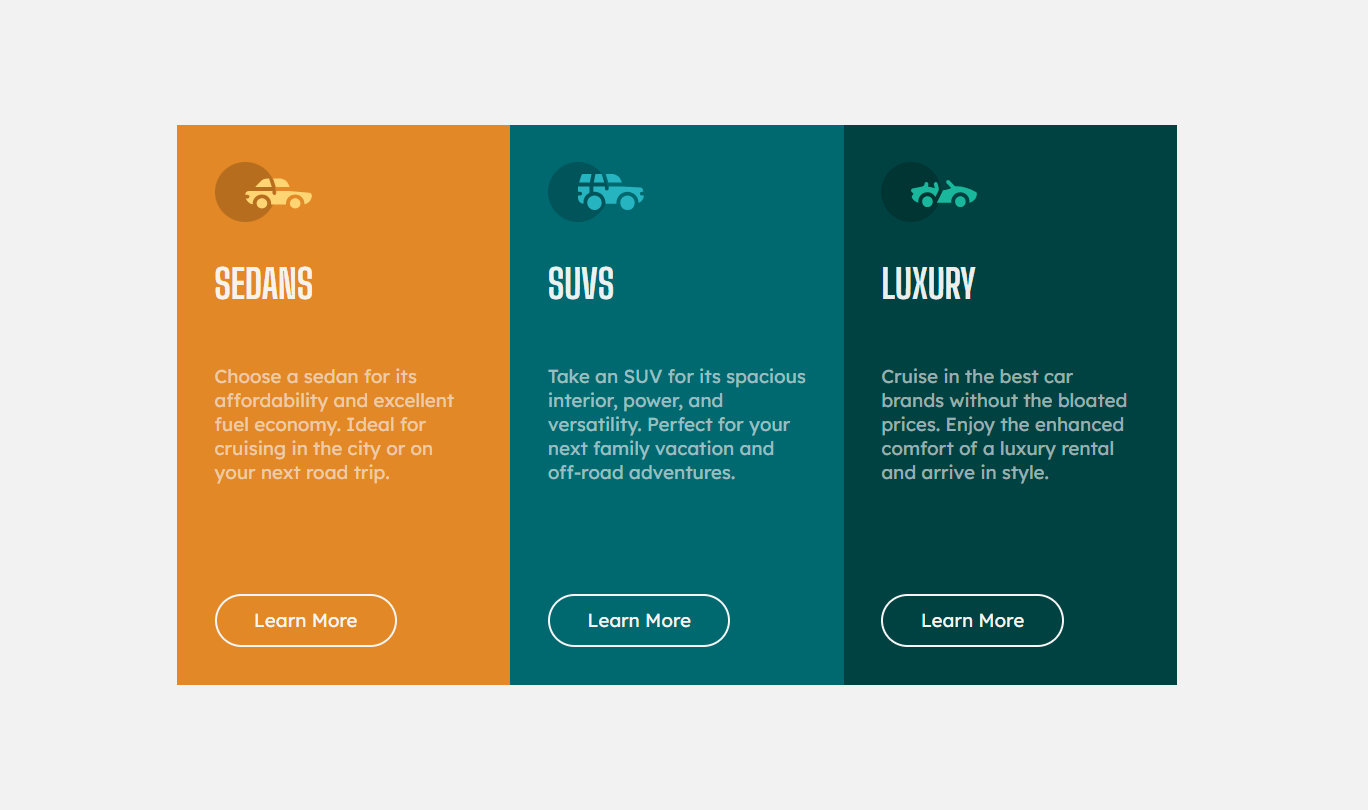 SEDANS
Choose a sedan for its
affordability and excellent
fuel economy. Ideal for
cruising in the city or on
your next road trip.
Learn More
SUVS
Take an SUV for its spacious
interior, power, and
versatility. Perfect for your
next family vacation and
off-road adventures.
Learn More
LUXURY
Cruise in the best car
brands without the bloated
prices. Enjoy the enhanced
comfort of a luxury rental
and arrive in style.
Learn More